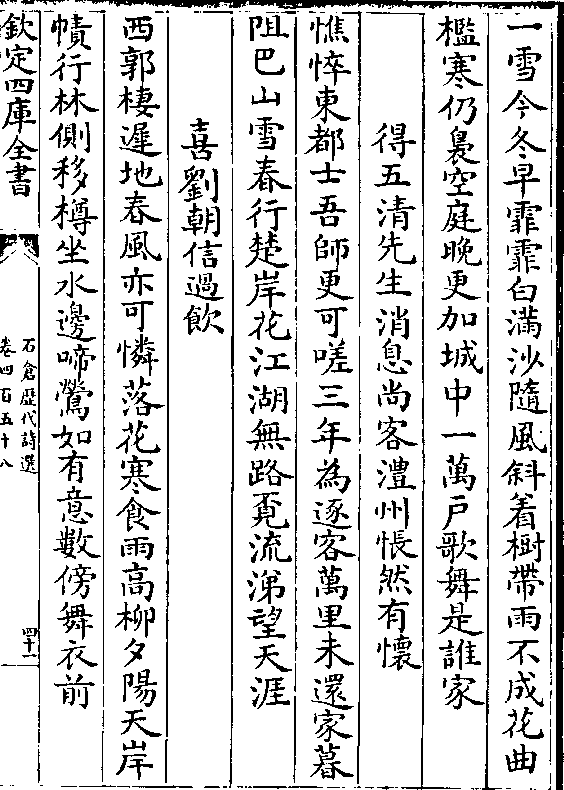 一雪今冬早霏霏白滿沙隨風斜着樹帶雨不成花曲
檻寒仍裊空庭晚更加城中一萬戸歌舞是誰家
得五清先生消息尚客澧州悵然有懷
憔悴東都士吾師更可嗟三年為逐客萬里未還家暮
阻巴山雪春行楚岸花江湖無路覔流涕望天涯
喜劉朝信過飲
西郭棲遲地春風亦可憐落花寒食雨高柳夕陽天岸
幘行林側移樽坐水邊啼鶯如有意數傍舞衣前
欽定四庫全書
石倉歴代詩選
卷四百五十八
四十一